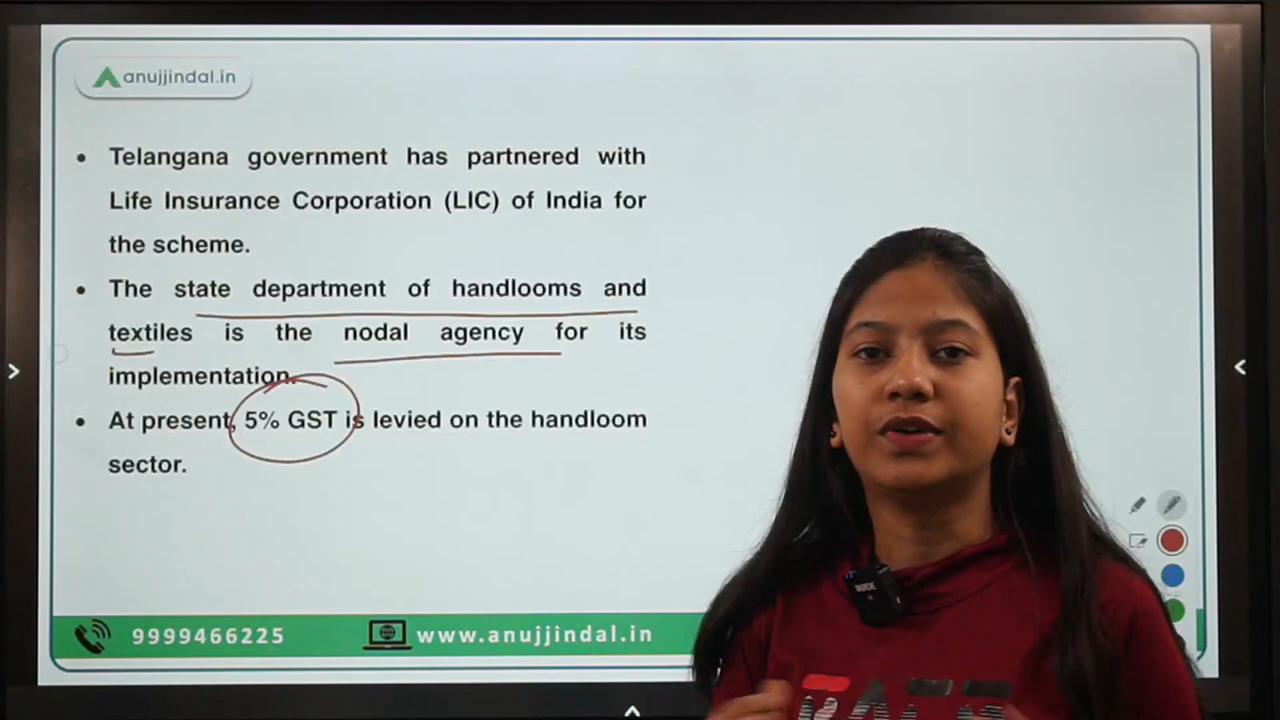 anujjindal.in
• Telangana government has partnered with
Life Insurance Corporation (LIC) of India for
the scheme.
• The state department of handlooms and
textiles is the nodal agency for its
implementation.
• At present, 5% GST is levied on the handloom
sector.
9999466225
www.anujjindal.in
RODE